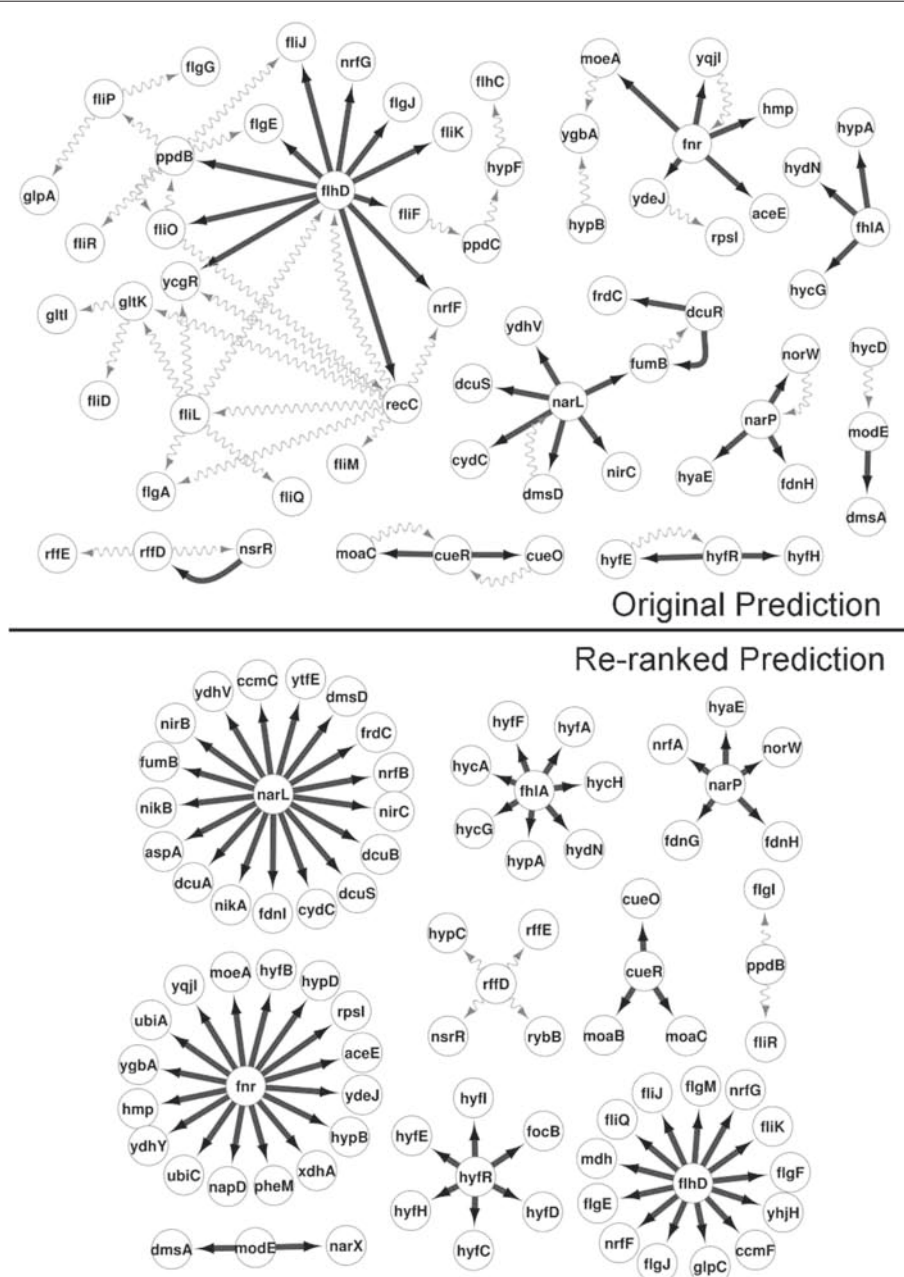 fliJ
flgG
nrfG
flhC
moeA
yqjI
fliP
flgE
flgJ
fliK
ygbA
fnr
hmp
hypA
hydN
glpA
ppdB
flhD
fliF
hypF
hypB
ydeJ
aceE
rpsI
fhlA
fliR
fliO
ppdC
hycG
ycgR
gltI
gltK
nrfF
frdC
dcuR
ydhV
fumB
norW
hycD
fliD
fliL
recC
dcuS
narL
narP
modE
fliM
cydC
nirC
hyaE
fdnH
flgA
fliQ
dmsD
dmsA
rffE
rffD
nsrR
moaC
cueR
cueO
hyfE
hyfR
hyfH
Original Prediction
Re-ranked Prediction
ydhV
ccmC
ytfE
dmsD
nirB
frdC
fumB
narL
nrfB
nikB
nirC
aspA
dcuB
dcuA
nikA
fdnI
cydC
dcuS
hyfF
hyfA
hycA
fhlA
hycH
hycG
hypA
hydN
hyaE
nrfA
norW
narP
fdnG
fdnH
hypC
rffE
rffD
nsrR
rybB
cueO
cueR
moaB
moaC
flgI
ppdB
fliR
yqjI
moeA
hyfB
hypD
ubiA
rpsI
ygbA
fnr
aceE
hmp
ydeJ
ydhY
hypB
ubiC
napD
pheM
xdhA
dmsA
modE
narX
hyfI
hyfE
focB
hyfR
hyfH
hyfD
hyfC
fliJ
flgM
nrfG
fliQ
fliK
mdh
flhD
flgF
flgE
yhjH
nrfF
flgJ
glpC
ccmF